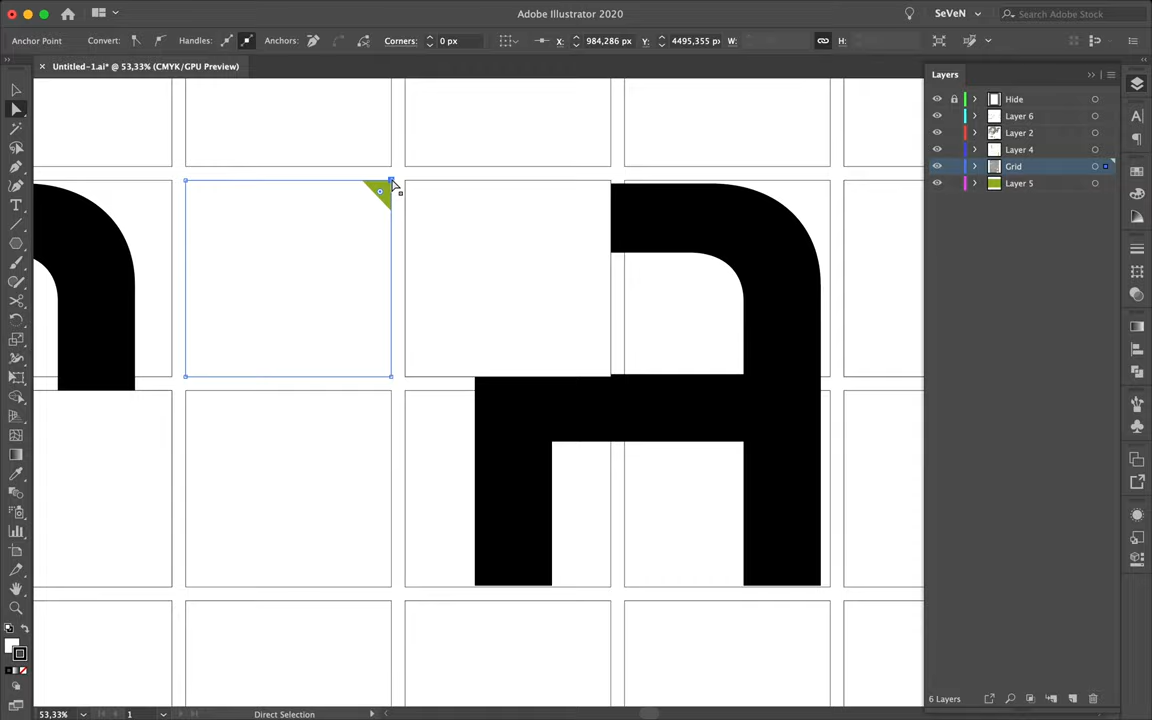 Adobe Illustrator 2020
SeVeN
Search Adobe Stock
Anchor Point
Convert:
Handles:
Anchors:
Corners:
0 px
X:
984,286 px
Y:
4495,355 px
W:
H:
Untitled-1.ai* @ 53,33% (CMYK/GPU Preview)
Layers
Hide
Layer 6
Layer 2
Layer 4
Grid
Layer 5
6 Layers
53,33%
1
Direct Selection